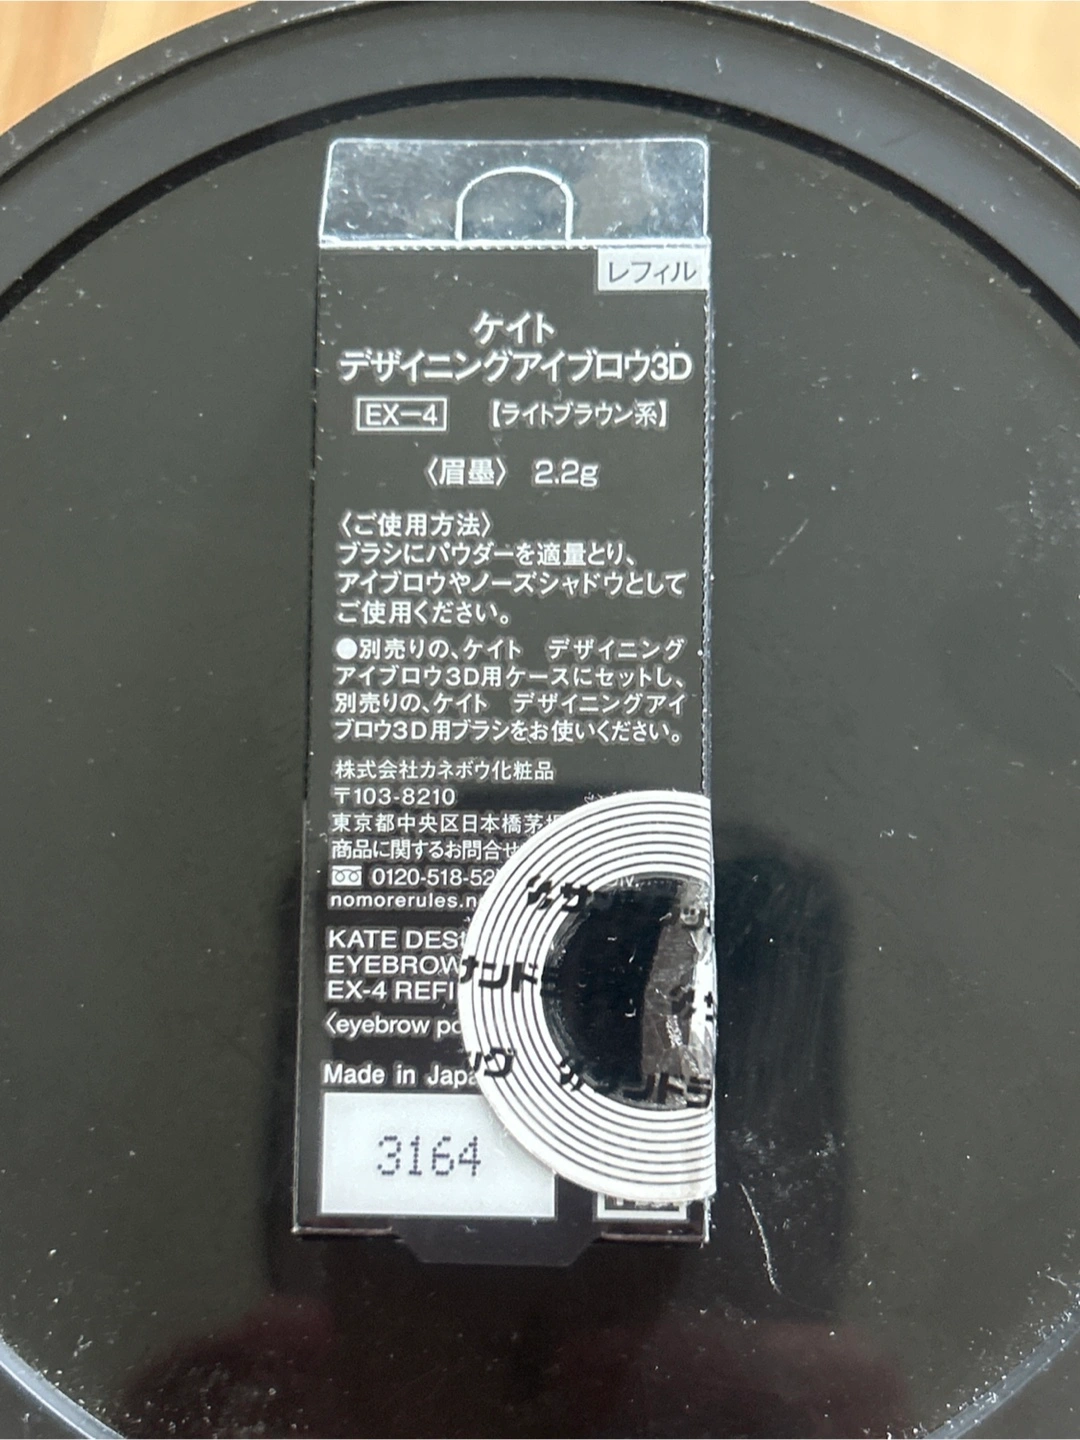 レフィル
ケイト
デザイニングアイブロウ3D
EX-4 【ライトブラウン系】
〈眉墨〉 2.2g
〈ご使用方法〉
ブラシにパウダーを適量とり、
アイブロウやノーズシャドウとして
ご使用ください。
●別売りの、ケイト デザイニング
アイブロウ3D用ケースにセットし、
別売りの、ケイト デザイニングアイ
ブロウ3D用ブラシをお使いください。
株式会社カネボウ化粧品
〒103-8210
東京都中央区日本橋茅
商品に関するお問合せ
0120-518-52
nomorerules.n
KATE DES
EYEBROW
EX-4 REFI
〈eyebrow po
Made in Japa
3164